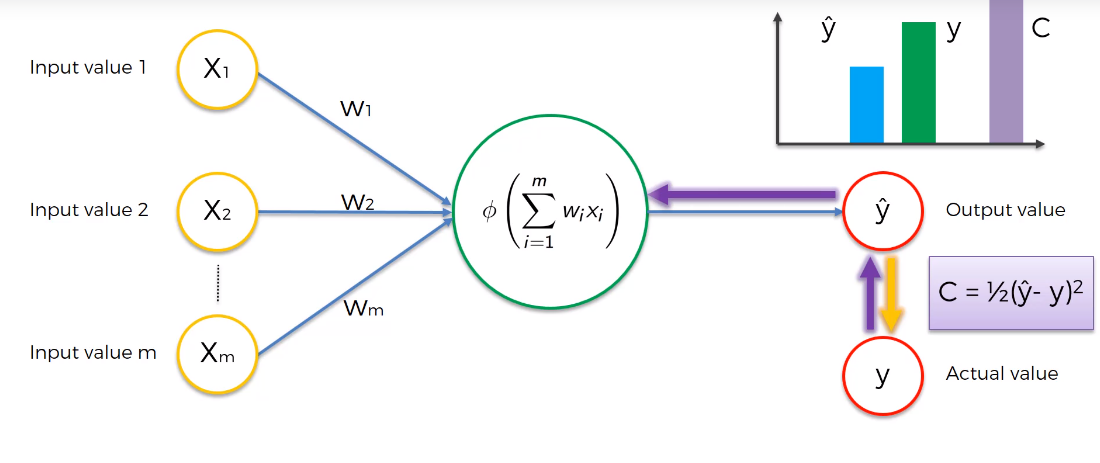 ŷ y C
Input value 1 X1
W1
Input value 2 X2 W2 ϕ(∑ᵢ₌₁ᵐ wᵢxᵢ) ŷ Output value
C = ½(ŷ- y)²
Wm
Input value m Xm
y Actual value